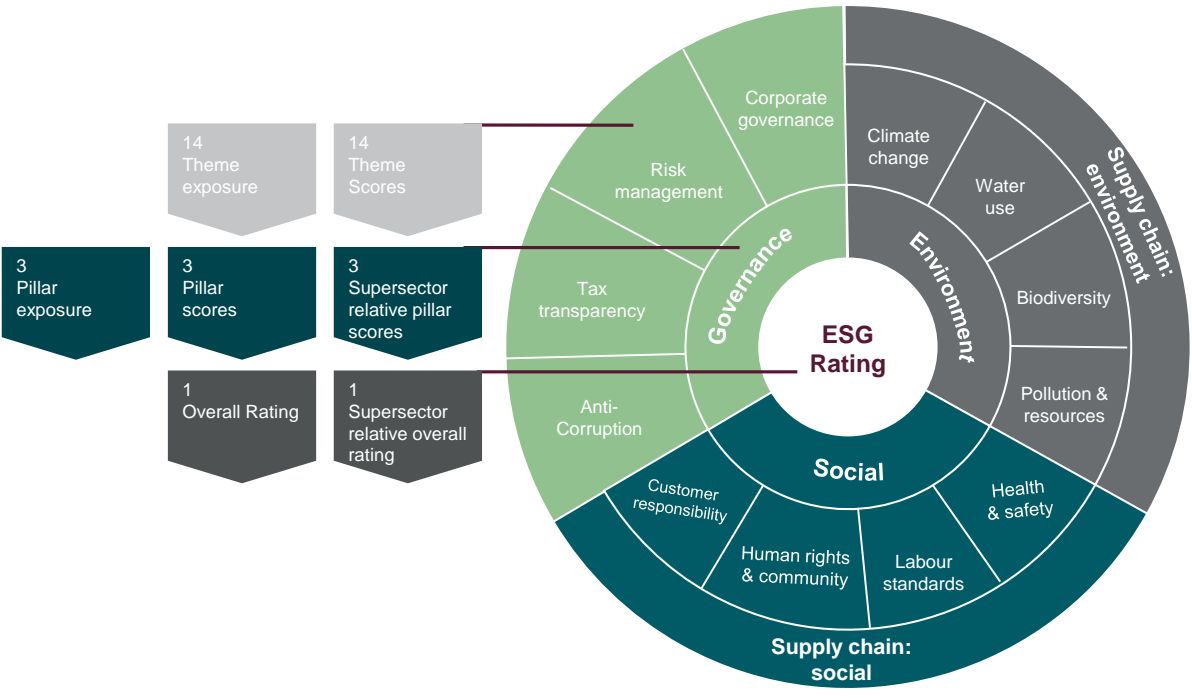 14
Theme
exposure
14
Theme
Scores
3
Pillar
exposure
3
Pillar
scores
3
Supersector
relative pillar
scores
1
Overall Rating
1
Supersector
relative overall
rating
Corporate
governance
Risk
management
Tax
transparency
Anti-
Corruption
Governance
Climate
change
Water
use
Biodiversity
Pollution &
resources
Environment
Supply chain:
environment
ESG
Rating
Social
Customer
responsibility
Human rights
& community
Labour
standards
Health
& safety
Supply chain:
social